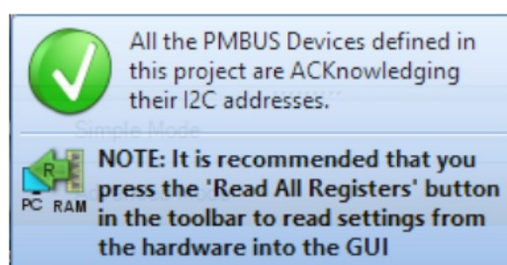 All the PMBUS Devices defined in
this project are ACKnowledging
their I2C addresses.
Simple Mode
NOTE: It is recommended that you
press the 'Read All Registers' button
in the toolbar to read settings from
the hardware into the GUI
R
PC RAM